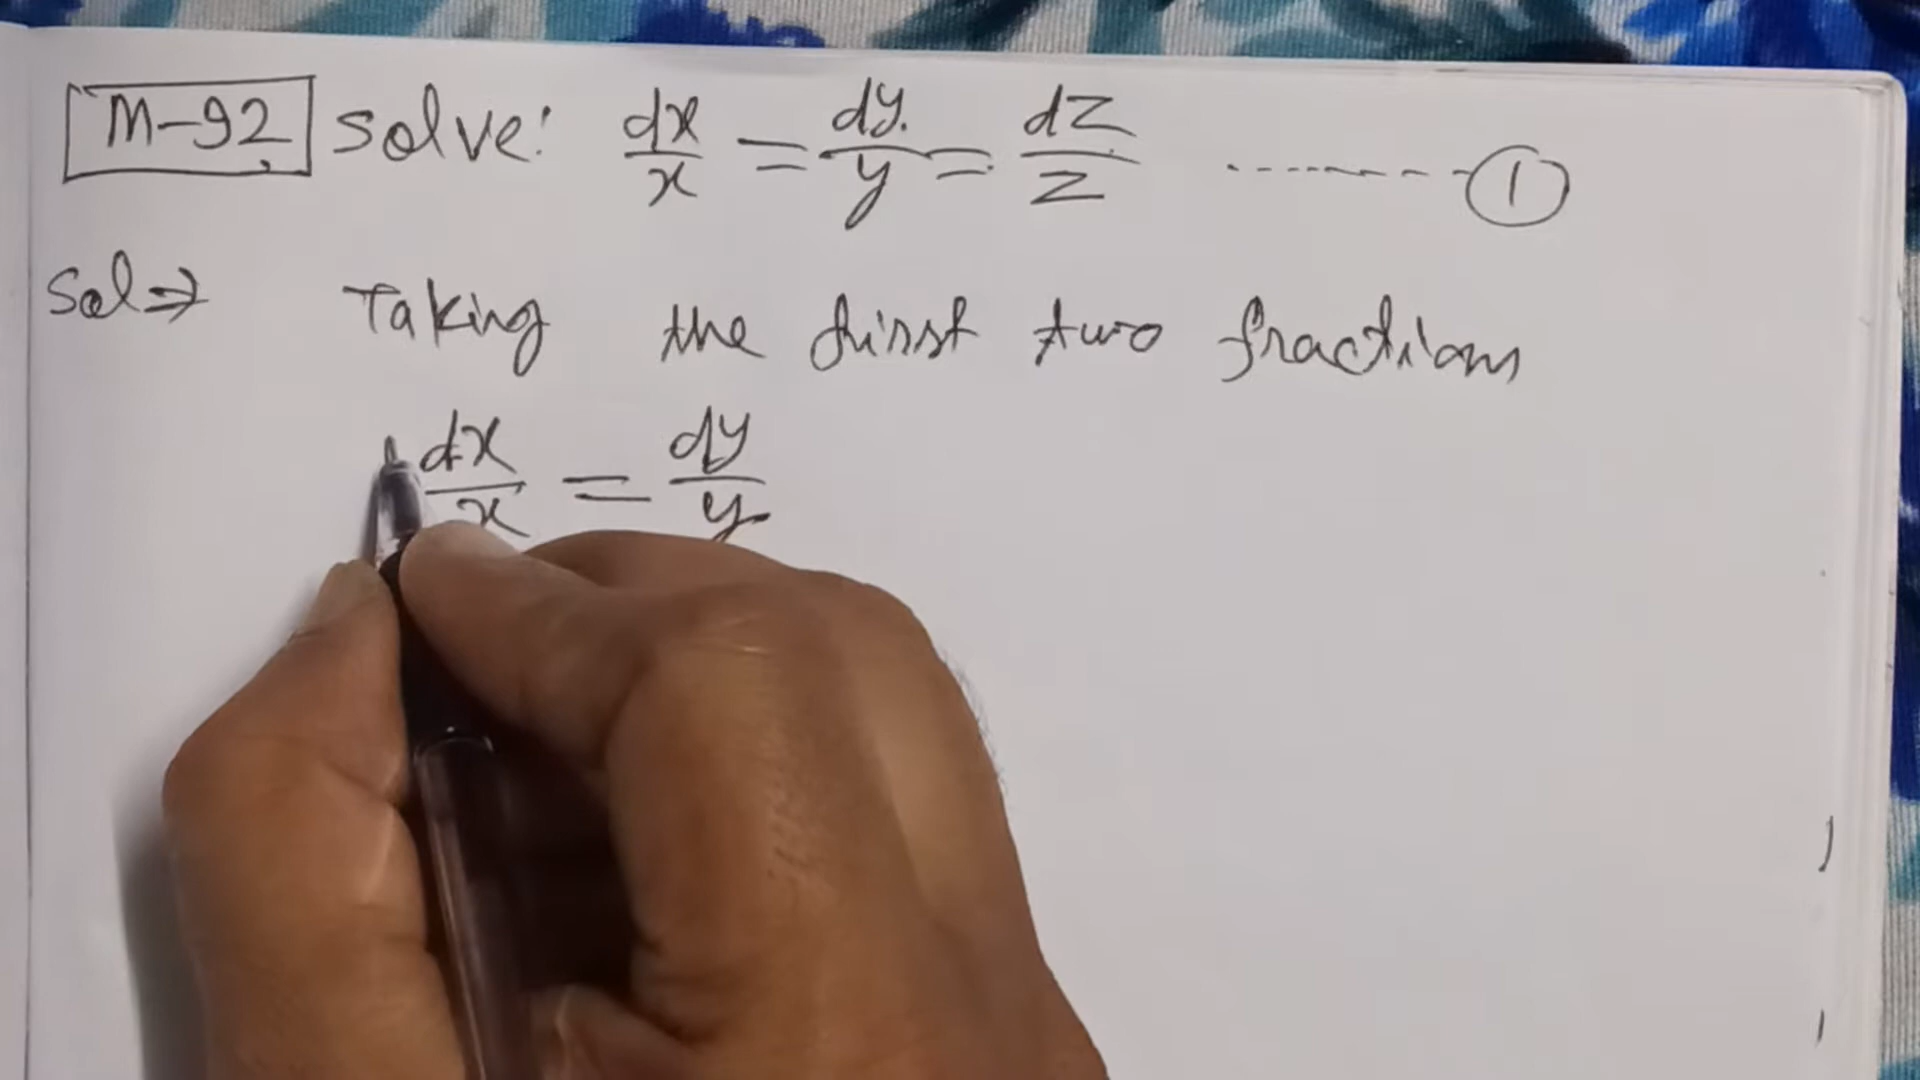 M-92 solve: dx/x = dy/y = dz/z --------- ①
Sol⇒ Taking the first two fractions
dx/x = dy/y